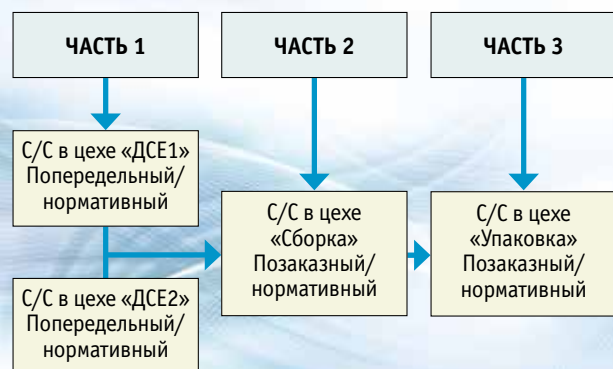 ЧАСТЬ 1
ЧАСТЬ 2
ЧАСТЬ 3
С/С в цехе «ДСЕ1»
Попередельный/
нормативный
С/С в цехе
«Сборка»
Позаказный/
нормативный
С/С в цехе
«Упаковка»
Позаказный/
нормативный
С/С в цехе «ДСЕ2»
Попередельный/
нормативный